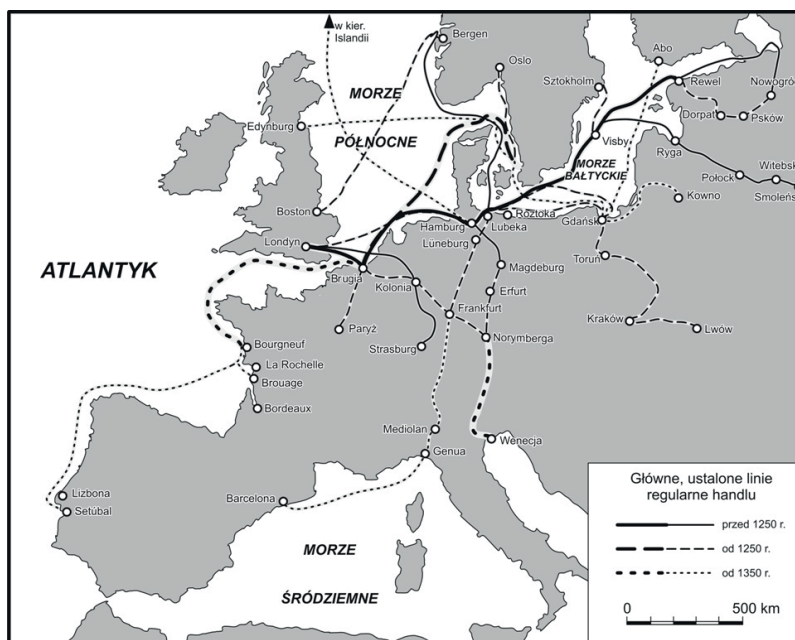 w kier.
Islandii
Bergen
Oslo
Abo
Sztokholm
Rewel
Nowogró
Dorpat
Psków
MORZE
PÓŁNOCNE
Edynburg
Visby
Ryga
MORZE
BAŁTYCKIE
Połock
Witebs
Smoleńs
Kowno
Boston
Hamburg
Lubeka
Roztoka
Gdańsk
Londyn
Luneburg
Toruń
ATLANTYK
Brugia
Kolonia
Magdeburg
Erfurt
Frankfurt
Kraków
Lwów
Paryż
Strasburg
Norymberga
Bourgneuf
La Rochelle
Brouage
Bordeaux
Mediolan
Wenecja
Genua
Lizbona
Setúbal
Barcelona
MORZE
ŚRÓDZIEMNE
Główne, ustalone linie
regularne handlu
przed 1250 r.
od 1250 r.
od 1350 r.
0 500 km